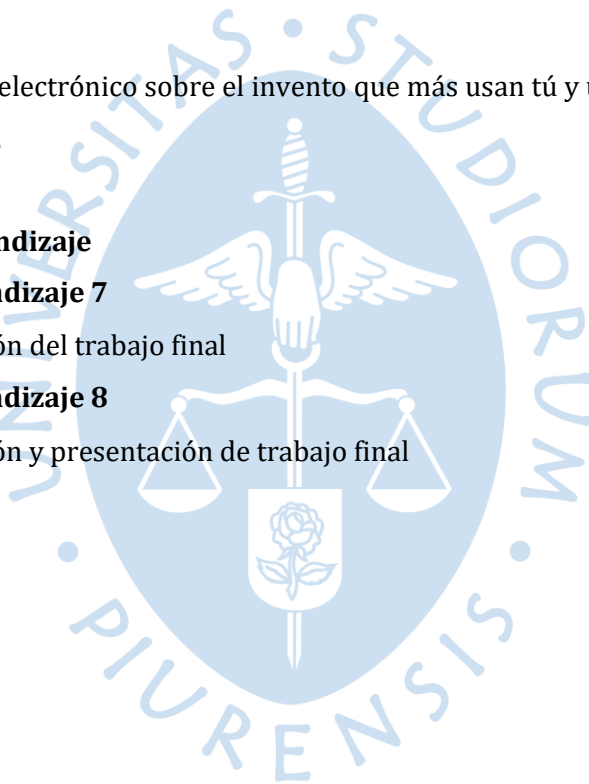 electrónico sobre el invento que más usan tú y
ndizaje
ndizaje 7
ón del trabajo final
ndizaje 8
ón y presentación de trabajo final
UNIVERSITAS • STUDIORUM • PIURENSIS •